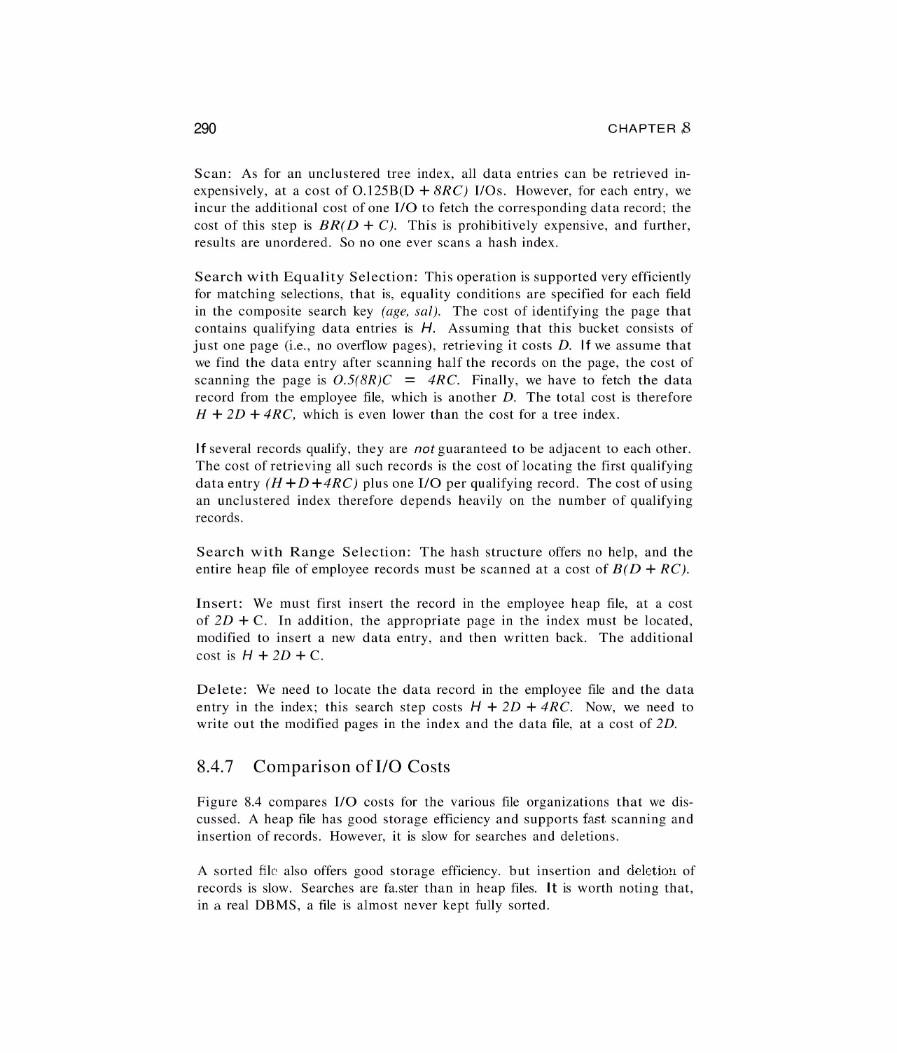 290 CHAPTER 8
Scan: As for an unclustered tree index, all data entries can be retrieved in-
expensively, at a cost of O.125B(D + 8RC) I/Os. However, for each entry, we
incur the additional cost of one I/O to fetch the corresponding data record; the
cost of this step is BR(D + C). This is prohibitively expensive, and further,
results are unordered. So no one ever scans a hash index.
Search with Equality Selection: This operation is supported very efficiently
for matching selections, that is, equality conditions are specified for each field
in the composite search key (age, sal). The cost of identifying the page that
contains qualifying data entries is H. Assuming that this bucket consists of
just one page (i.e., no overflow pages), retrieving it costs D. If we assume that
we find the data entry after scanning half the records on the page, the cost of
scanning the page is O.5(8R)C = 4RC. Finally, we have to fetch the data
record from the employee file, which is another D. The total cost is therefore
H + 2D + 4RC, which is even lower than the cost for a tree index.
If several records qualify, they are not guaranteed to be adjacent to each other.
The cost of retrieving all such records is the cost of locating the first qualifying
data entry (H +D+4RC) plus one I/O per qualifying record. The cost of using
an unclustered index therefore depends heavily on the number of qualifying
records.
Search with Range Selection: The hash structure offers no help, and the
entire heap file of employee records must be scanned at a cost of B(D + RC).
Insert: We must first insert the record in the employee heap file, at a cost
of 2D + C. In addition, the appropriate page in the index must be located,
modified to insert a new data entry, and then written back. The additional
cost is H + 2D + C.
Delete: We need to locate the data record in the employee file and the data
entry in the index; this search step costs H + 2D + 4RC. Now, we need to
write out the modified pages in the index and the data file, at a cost of 2D.
8.4.7 Comparison of I/O Costs
Figure 8.4 compares I/O costs for the various file organizations that we dis-
cussed. A heap file has good storage efficiency and supports fast scanning and
insertion of records. However, it is slow for searches and deletions.
A sorted file also offers good storage efficiency. but insertion and deletion of
records is slow. Searches are fa.ster than in heap files. It is worth noting that,
in a real DBMS, a file is almost never kept fully sorted.